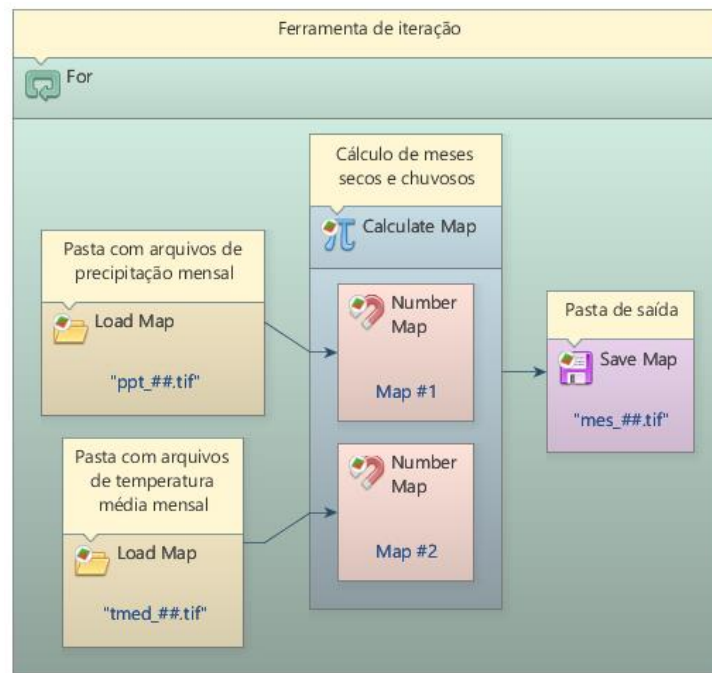 Ferramenta de iteração
For
Cálculo de meses
secos e chuvosos
Calculate Map
Pasta com arquivos de
precipitação mensal
Load Map
"ppt_##.tif"
Number
Map
Map #1
Pasta de saída
Save Map
"mes_##.tif"
Pasta com arquivos
de temperatura
média mensal
Load Map
"tmed_##.tif"
Number
Map
Map #2